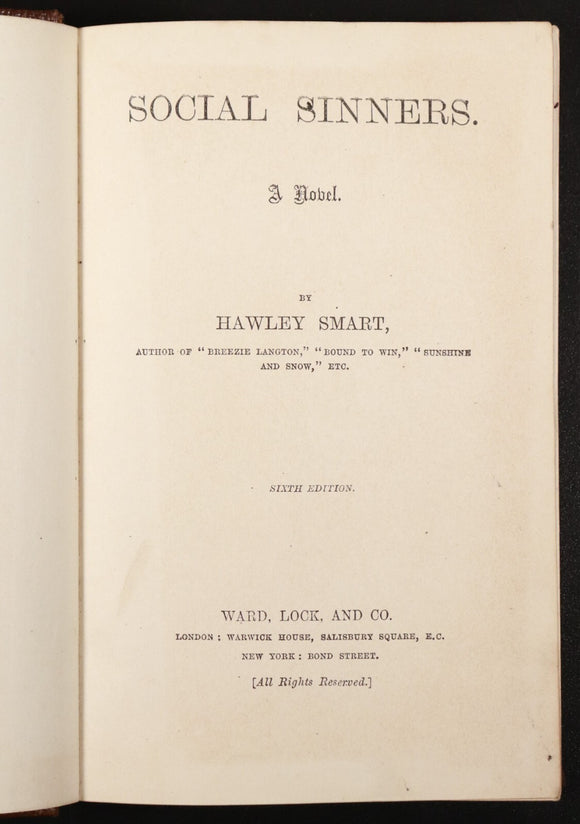 SOCIAL SINNERS.
A Novel.
BY
HAWLEY SMART,
AUTHOR OF "BREEZIE LANGTON," "BOUND TO WIN," "SUNSHINE
AND SNOW," ETC.
SIXTH EDITION.
WARD, LOCK, AND CO.
LONDON : WARWICK HOUSE, SALISBURY SQUARE, E.C.
NEW YORK : BOND STREET.
[All Rights Reserved.]